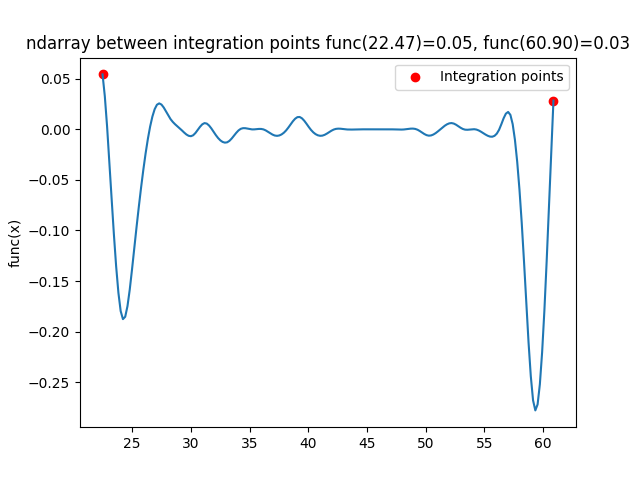 ndarray between integration points func(22.47)=0.05, func(60.90)=0.03
Integration points
func(x)
0.05
0.00
−0.05
−0.10
−0.15
−0.20
−0.25
25 30 35 40 45 50 55 60